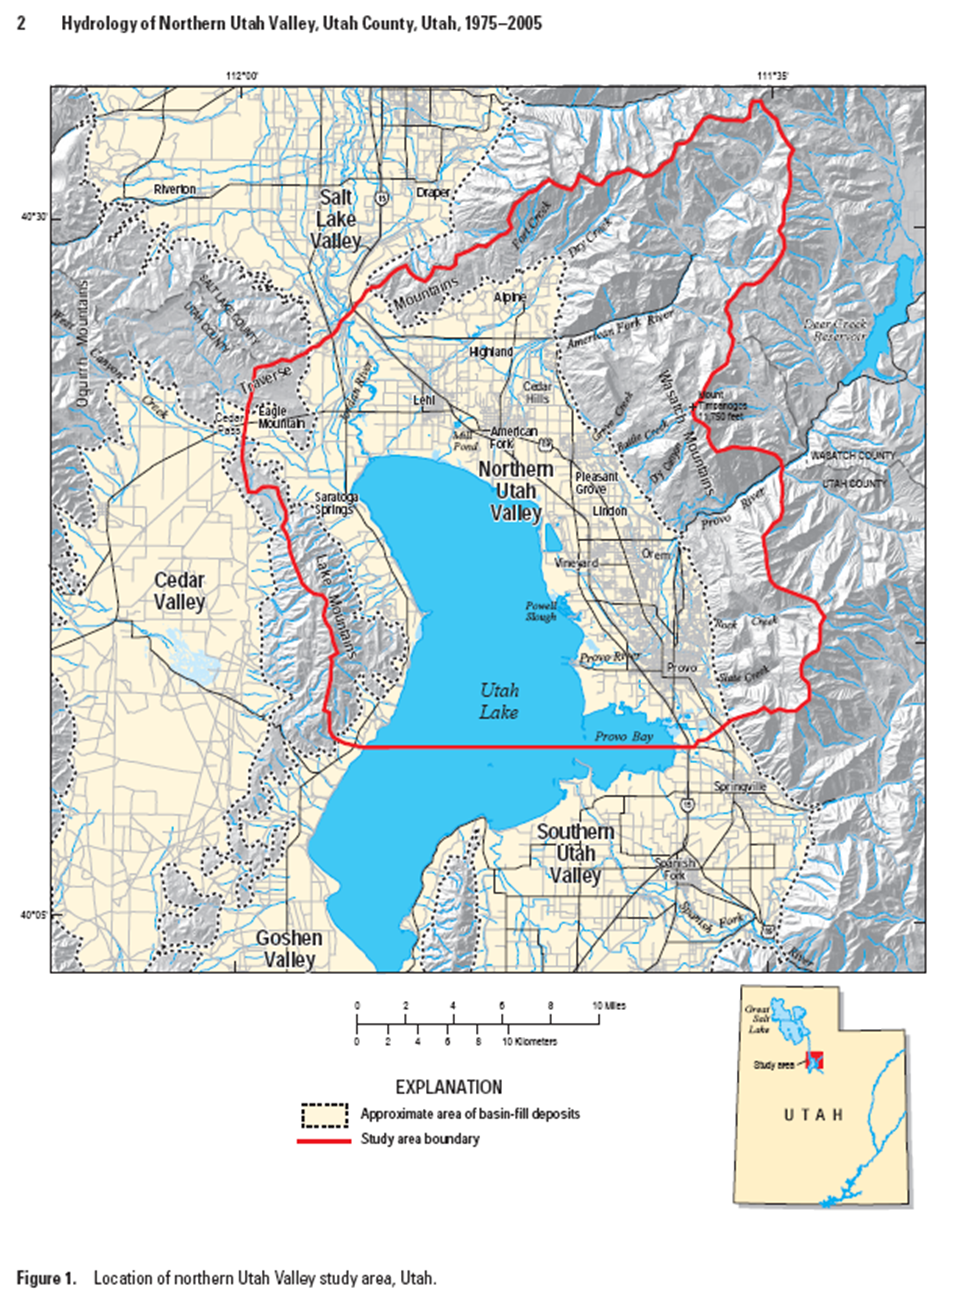 2 Hydrology of Northern Utah Valley, Utah County, Utah, 1975–2005
112°00'
111°35'
Riverton
Salt
Lake
Valley
15
Draper
40°30'
Fort Creek
Dry Creek
Mountains
Alpine
SALT LAKE COUNTY
UTAH COUNTY
Oquirrh Mountains
West
Canyon
Creek
American Fork River
Deer Creek
Reservoir
Highland
Traverse
Jordan River
Lehi
Cedar
Hills
Wasatch Mountains
Mount
Timpanogos
11,750 feet
Cedar
Pass
Eagle
Mountain
Mill
Pond
American
Fork
Grove Creek
Battle Creek
Dry Canyon
WASATCH COUNTY
UTAH COUNTY
Northern
Utah
Valley
Pleasant
Grove
Saratoga
Springs
Lindon
Provo River
Orem
Vineyard
Lake Mountains
Cedar
Valley
Powell
Slough
Rock Creek
Provo River
Provo
Slate Creek
Utah
Lake
Provo Bay
Springville
15
Southern
Utah
Valley
Spanish
Fork
Spanish Fork
River
40°05'
Goshen
Valley
0 2 4 6 8 10 Miles
0 2 4 6 8 10 Kilometers
Great
Salt
Lake
Study area
UTAH
EXPLANATION
Approximate area of basin-fill deposits
Study area boundary
Figure 1. Location of northern Utah Valley study area, Utah.